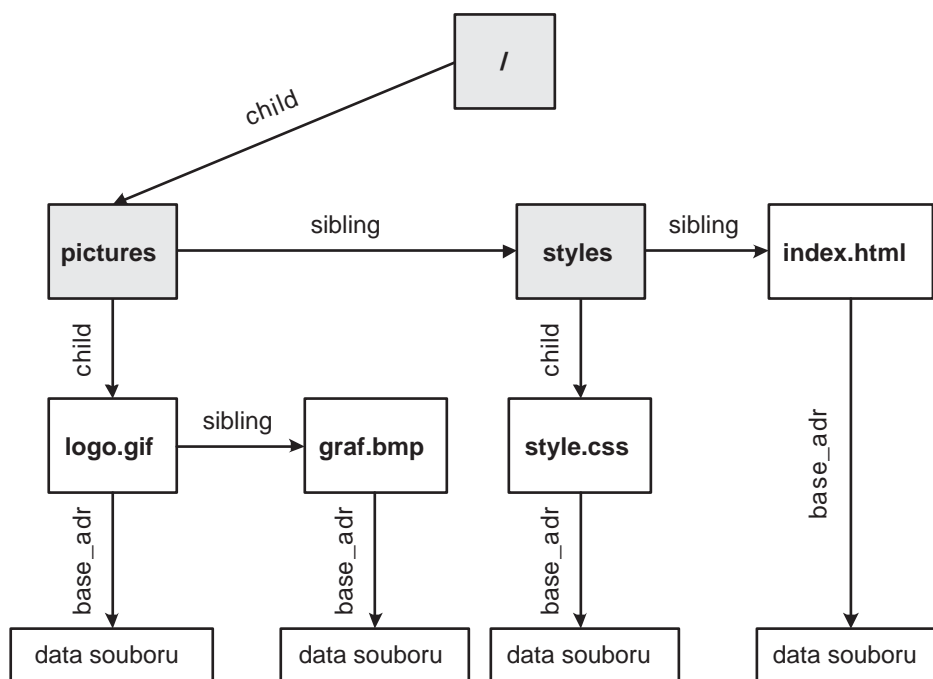 /
child
pictures
sibling
styles
sibling
index.html
child
child
logo.gif
sibling
graf.bmp
style.css
base_adr
base_adr
base_adr
base_adr
data souboru
data souboru
data souboru
data souboru